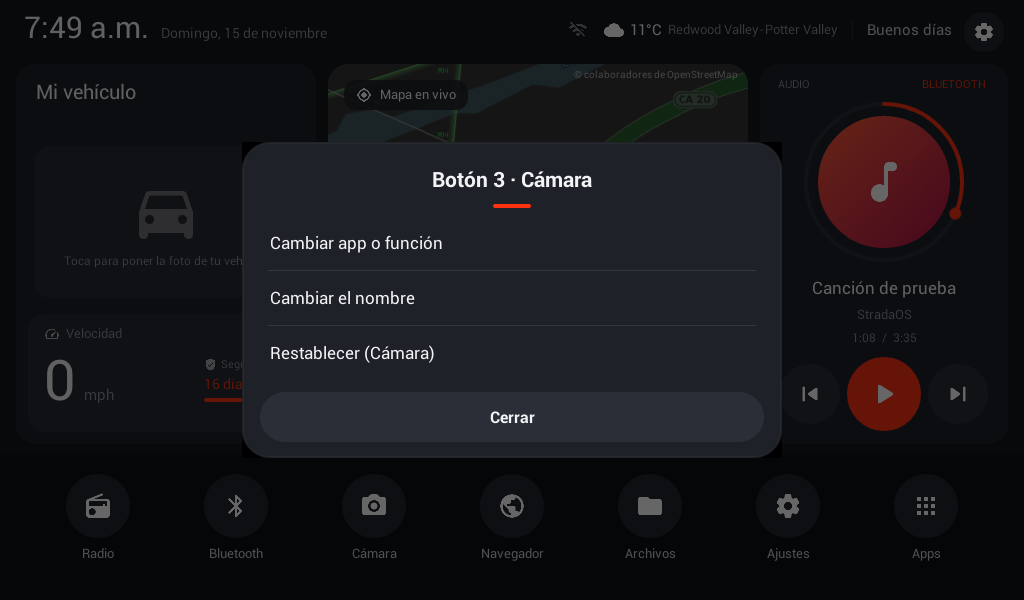 7:49 a.m.
Domingo, 15 de noviembre
11°C
Redwood Valley-Potter Valley
Buenos días
Mi vehículo
© colaboradores de OpenStreetMap
Mapa en vivo
CA 20
AUDIO
BLUETOOTH
Botón 3 · Cámara
Cambiar app o función
Cambiar el nombre
Restablecer (Cámara)
Cerrar
Toca para poner la foto de tu
Velocidad
0 mph
16
Canción de prueba
StradaOS
1:08 / 3:35
Radio
Bluetooth
Cámara
Navegador
Archivos
Ajustes
Apps